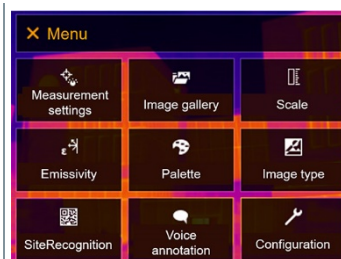 Menu
Measurement
settings
Image gallery
Scale
Emissivity
Palette
Image type
SiteRecognition
Voice
annotation
Configuration